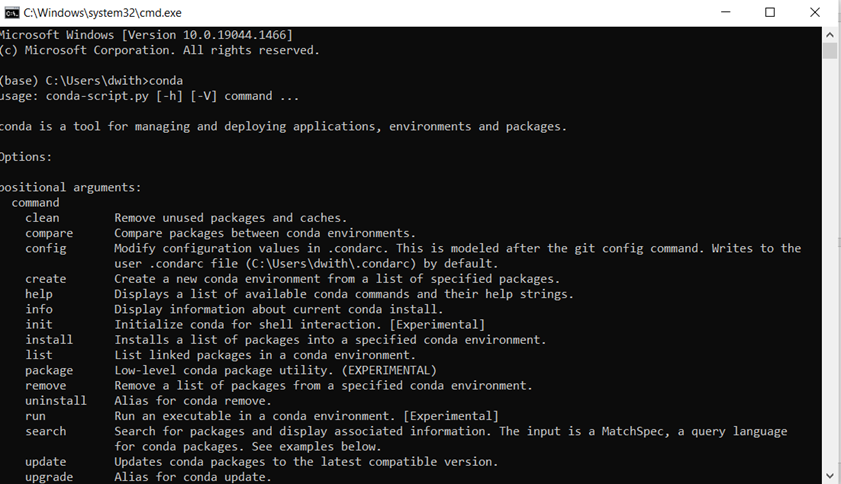 C:\Windows\system32\cmd.exe
Microsoft Windows [Version 10.0.19044.1466]
(c) Microsoft Corporation. All rights reserved.
(base) C:\Users\dwith>conda
usage: conda-script.py [-h] [-V] command ...
conda is a tool for managing and deploying applications, environments and packages.
Options:
positional arguments:
command
clean Remove unused packages and caches.
compare Compare packages between conda environments.
config Modify configuration values in .condarc. This is modeled after the git config command. Writes to the
user .condarc file (C:\Users\dwith\.condarc) by default.
create Create a new conda environment from a list of specified packages.
help Displays a list of available conda commands and their help strings.
info Display information about current conda install.
init Initialize conda for shell interaction. [Experimental]
install Installs a list of packages into a specified conda environment.
list List linked packages in a conda environment.
package Low-level conda package utility. (EXPERIMENTAL)
remove Remove a list of packages from a specified conda environment.
uninstall Alias for conda remove.
run Run an executable in a conda environment. [Experimental]
search Search for packages and display associated information. The input is a MatchSpec, a query language
for conda packages. See examples below.
update Updates conda packages to the latest compatible version.
upgrade Alias for conda update.